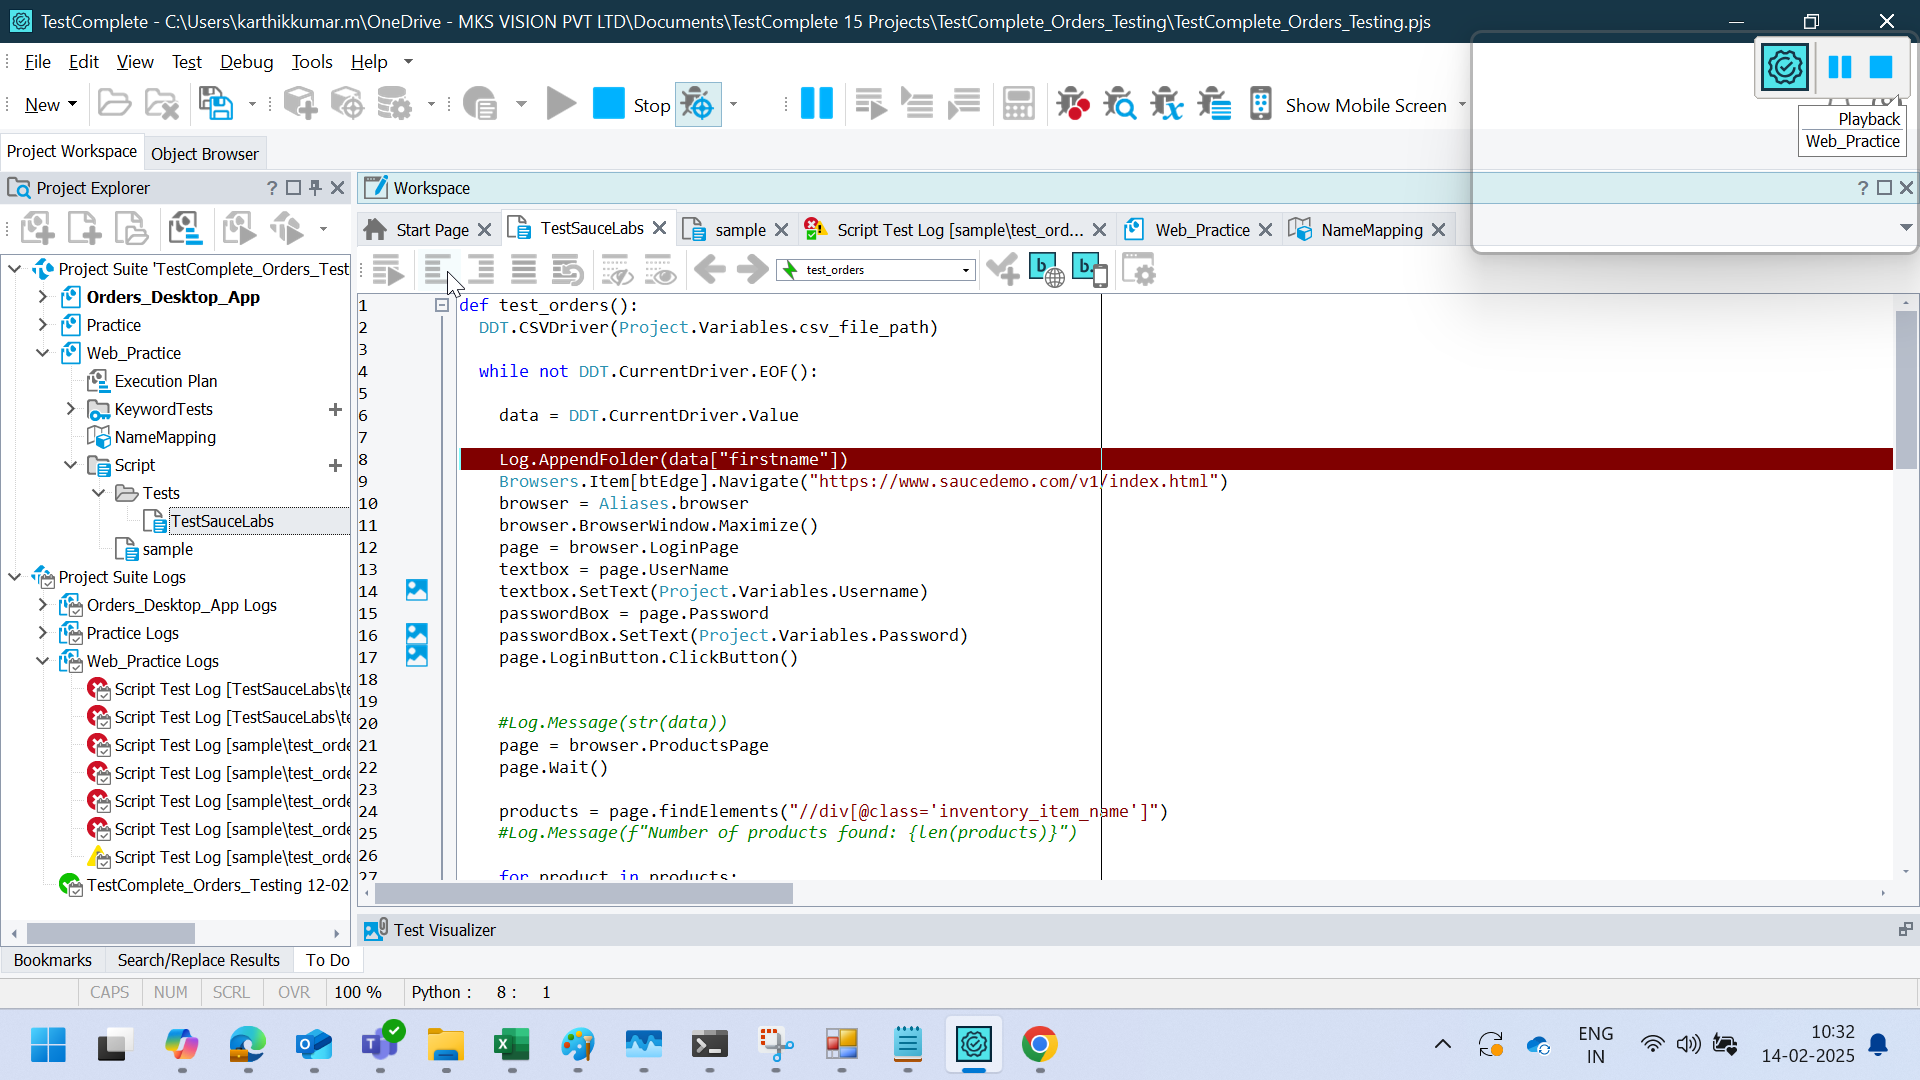 TestComplete - C:\Users\karthikkumar.m\OneDrive - MKS VISION PVT LTD\Documents\TestComplete 15 Projects\TestComplete_Orders_Testing\TestComplete_Orders_Testing.pjs
File Edit View Test Debug Tools Help
New Stop Show Mobile Screen
Playback
Web_Practice
Project Workspace Object Browser
Project Explorer
Workspace
Start Page TestSauceLabs sample Script Test Log [sample\test_ord... Web_Practice NameMapping
test_orders
Project Suite 'TestComplete_Orders_Test
Orders_Desktop_App
Practice
Web_Practice
Execution Plan
KeywordTests
NameMapping
Script
Tests
TestSauceLabs
sample
Project Suite Logs
Orders_Desktop_App Logs
Practice Logs
Web_Practice Logs
Script Test Log [TestSauceLabs\te
Script Test Log [TestSauceLabs\te
Script Test Log [sample\test_orde
Script Test Log [sample\test_orde
Script Test Log [sample\test_orde
Script Test Log [sample\test_orde
Script Test Log [sample\test_orde
TestComplete_Orders_Testing 12-02
1 def test_orders():
2 DDT.CSVDriver(Project.Variables.csv_file_path)
3
4 while not DDT.CurrentDriver.EOF():
5
6 data = DDT.CurrentDriver.Value
7
8 Log.AppendFolder(data["firstname"])
9 Browsers.Item[btEdge].Navigate("https://www.saucedemo.com/v1/index.html")
10 browser = Aliases.browser
11 browser.BrowserWindow.Maximize()
12 page = browser.LoginPage
13 textbox = page.UserName
14 textbox.SetText(Project.Variables.Username)
15 passwordBox = page.Password
16 passwordBox.SetText(Project.Variables.Password)
17 page.LoginButton.ClickButton()
18
19
20 #Log.Message(str(data))
21 page = browser.ProductsPage
22 page.Wait()
23
24 products = page.findElements("//div[@class='inventory_item_name']")
25 #Log.Message(f"Number of products found: {len(products)}")
26
27 for product in products:
Test Visualizer
Bookmarks Search/Replace Results To Do
CAPS NUM SCRL OVR 100 % Python : 8 : 1
ENG
IN
10:32
14-02-2025